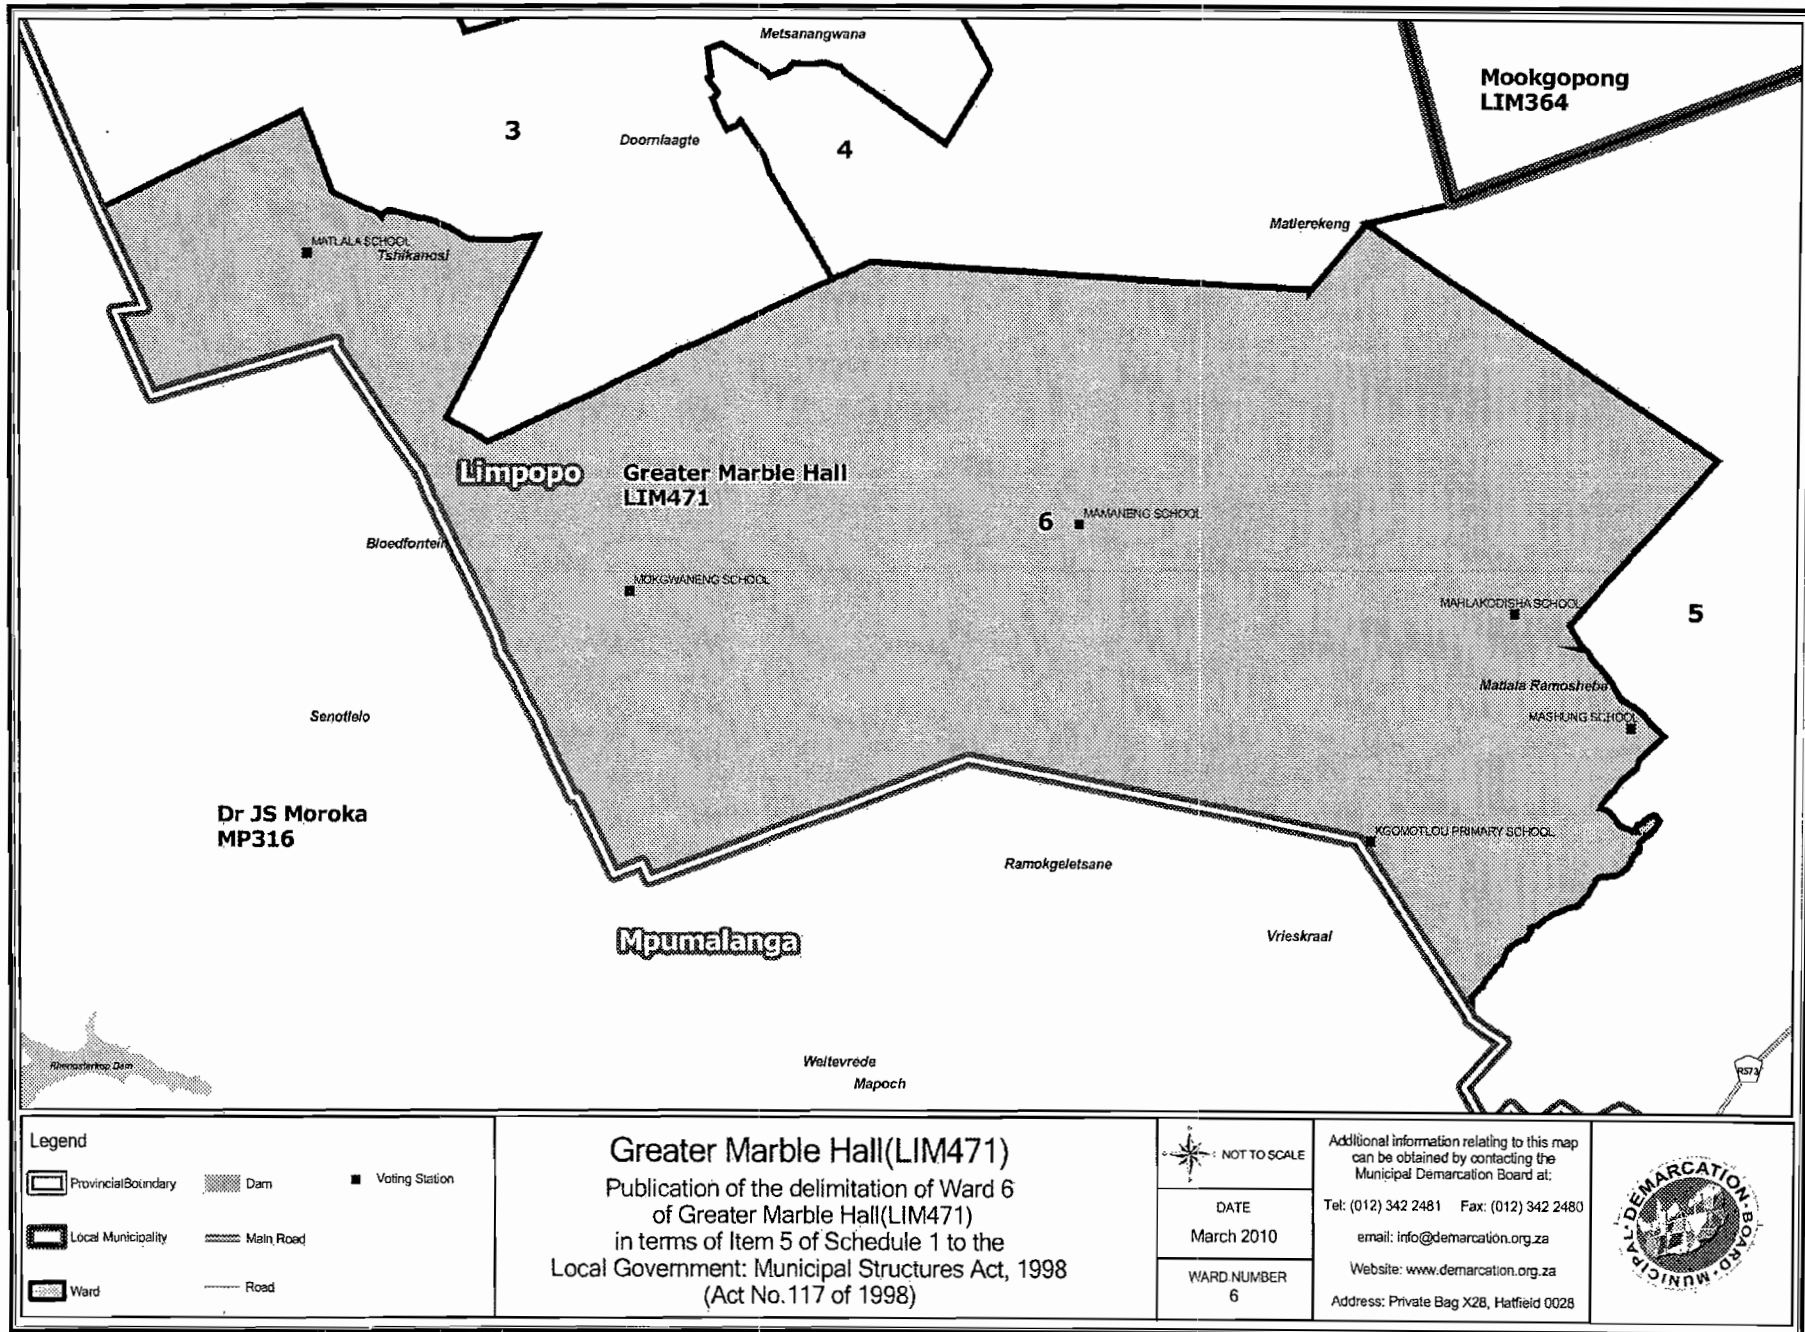 Metsanangwana
Mookgopong
LIM364
3
Doornlaagte
4
Matlerekeng
MATLALA SCHOOL
Tshikanosi
Limpopo
Greater Marble Hall
LIM471
6
MAMANENG SCHOOL
Bloedfontein
MOKGWANENG SCHOOL
MAHLAKODISHA SCHOOL
5
Matlala Ramoshebo
Senotlelo
MASHUNG SCHOOL
Dr JS Moroka
MP316
KGOMOTLOU PRIMARY SCHOOL
Ramokgeletsane
Mpumalanga
Vrieskraal
Rhenosterkop Dam
Weltevrede
Mapoch
R573
Legend
Provincial Boundary
Dam
Voting Station
Local Municipality
Main Road
Ward
Road
Greater Marble Hall(LIM471)
Publication of the delimitation of Ward 6
of Greater Marble Hall(LIM471)
in terms of Item 5 of Schedule 1 to the
Local Government: Municipal Structures Act, 1998
(Act No.117 of 1998)
NOT TO SCALE
DATE
March 2010
WARD NUMBER
6
Additional information relating to this map
can be obtained by contacting the
Municipal Demarcation Board at:
Tel: (012) 342 2481 Fax: (012) 342 2480
email: info@demarcation.org.za
Website: www.demarcation.org.za
Address: Private Bag X28, Hatfield 0028
MUNICIPAL DEMARCATION BOARD